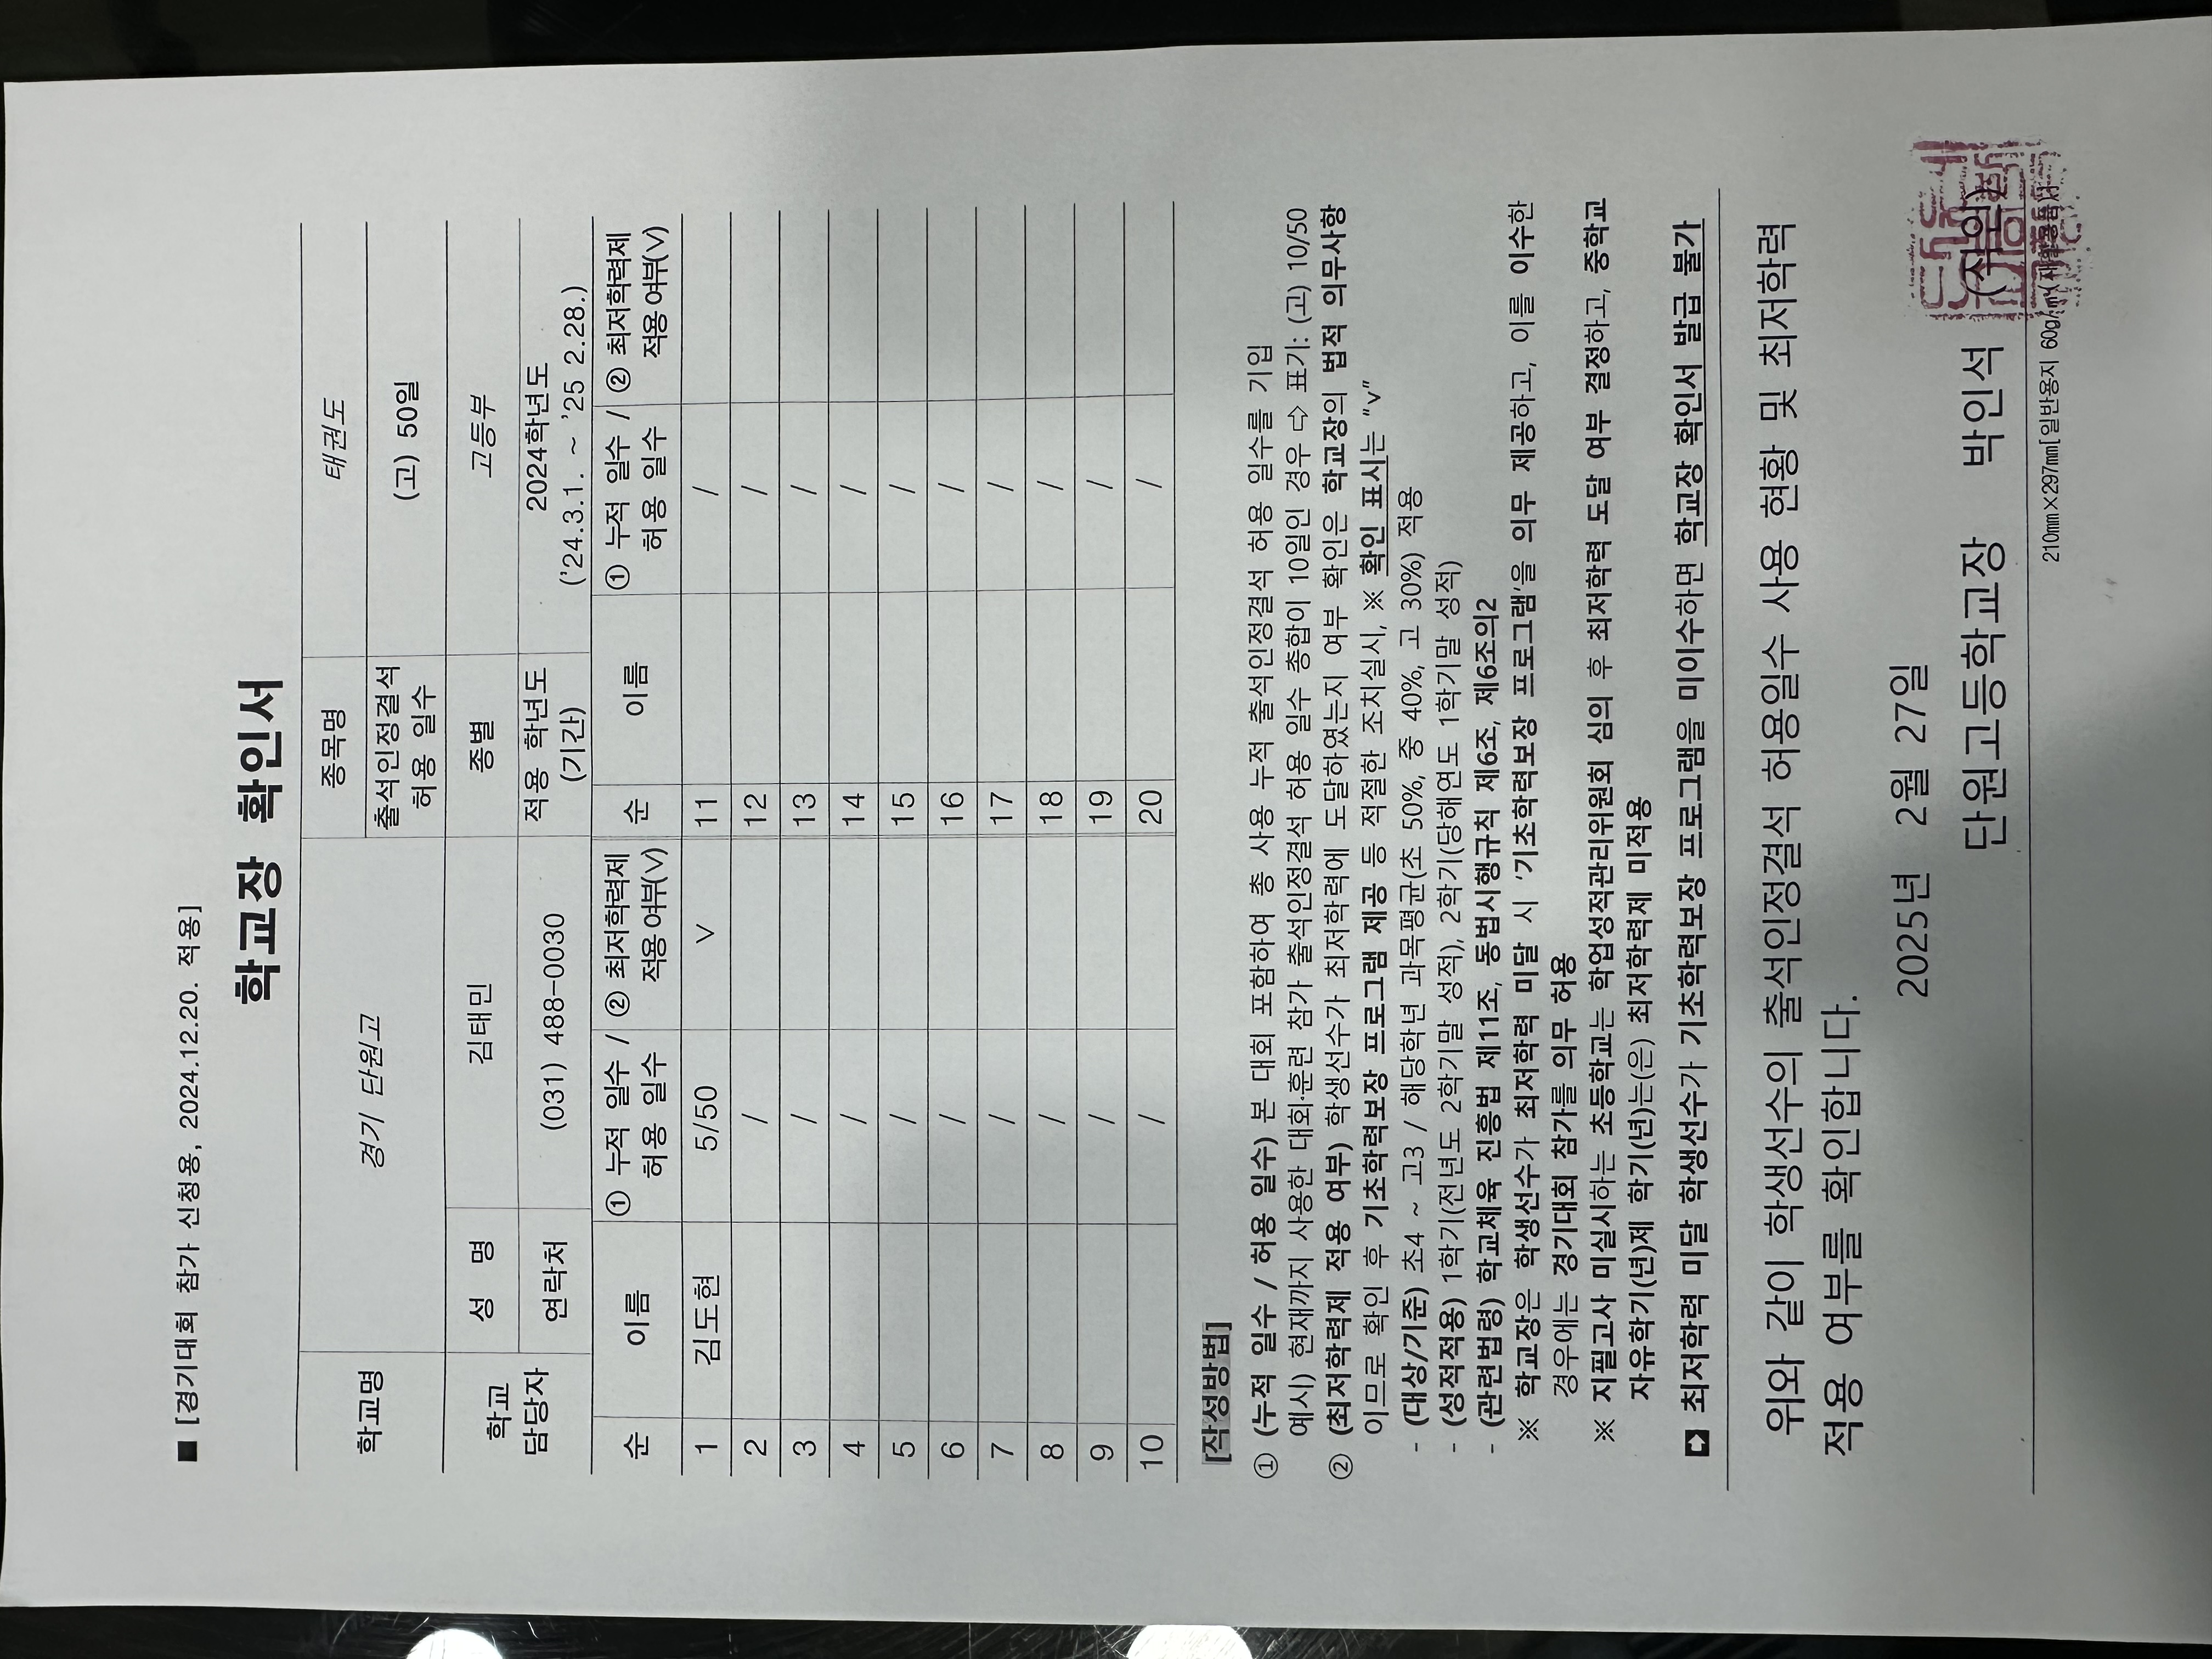 ■ [경기대회 참가 신청용, 2024.12.20. 적용]
학교장 확인서
학교명 경기 단원고 종목명 태권도
출석인정결석 허용 일수 (고) 50일
학교 담당자 성 명 김태민 종별 고등부
연락처 (031) 488-0030 적용 학년도 (기간) 2024학년도 ('24.3.1. ~ '25 2.28.)
순 이름 ① 누적 일수 / 허용 일수 ② 최저학력제 적용여부(v) 순 이름 ① 누적 일수 / 허용 일수 ② 최저학력제 적용여부(v)
1 김도현 5/50 v 11 /
2 / 12 /
3 / 13 /
4 / 14 /
5 / 15 /
6 / 16 /
7 / 17 /
8 / 18 /
9 / 19 /
10 / 20 /
[작성방법]
① (누적 일수 / 허용 일수) 본 대회 포함하여 총 사용 누적 출석인정결석 허용 일수를 기입
예시) 현재까지 사용한 대회·훈련 참가 출석인정결석 허용 일수 총합이 10일인 경우 ⇨ 표기: (고) 10/50
② (최저학력제 적용 여부) 학생선수가 최저학력에 도달하였는지 여부 확인은 학교장의 법적 의무사항
이므로 확인 후 기초학력보장 프로그램 제공 등 적절한 조치실시, ※ 확인 표시는 "v"
- (대상/기준) 초4 ~ 고3 / 해당학년 과목평균(초 50%, 중 40%, 고 30%) 적용
- (성적적용) 1학기(전년도 2학기말 성적), 2학기(당해연도 1학기말 성적)
- (관련법령) 학교체육 진흥법 제11조, 동법시행규칙 제6조, 제6조의2
※ 학교장은 학생선수가 최저학력 미달 시 '기초학력보장 프로그램'을 의무 제공하고, 이를 이수한
경우에는 경기대회 참가를 의무 허용
※ 지필고사 미실시하는 초등학교는 학업성적관리위원회 심의 후 최저학력 도달 여부 결정하고, 중학교
자유학기(년)제 학기(년)는(은) 최저학력제 미적용
➡ 최저학력 미달 학생선수가 기초학력보장 프로그램을 미이수하면 학교장 확인서 발급 불가
위와 같이 학생선수의 출석인정결석 허용일수 사용 현황 및 최저학력
적용 여부를 확인합니다.
2025년 2월 27일
단원고등학교장 박인석 (직인)
210mm×297mm[일반용지 60g/㎡(재활용품)]